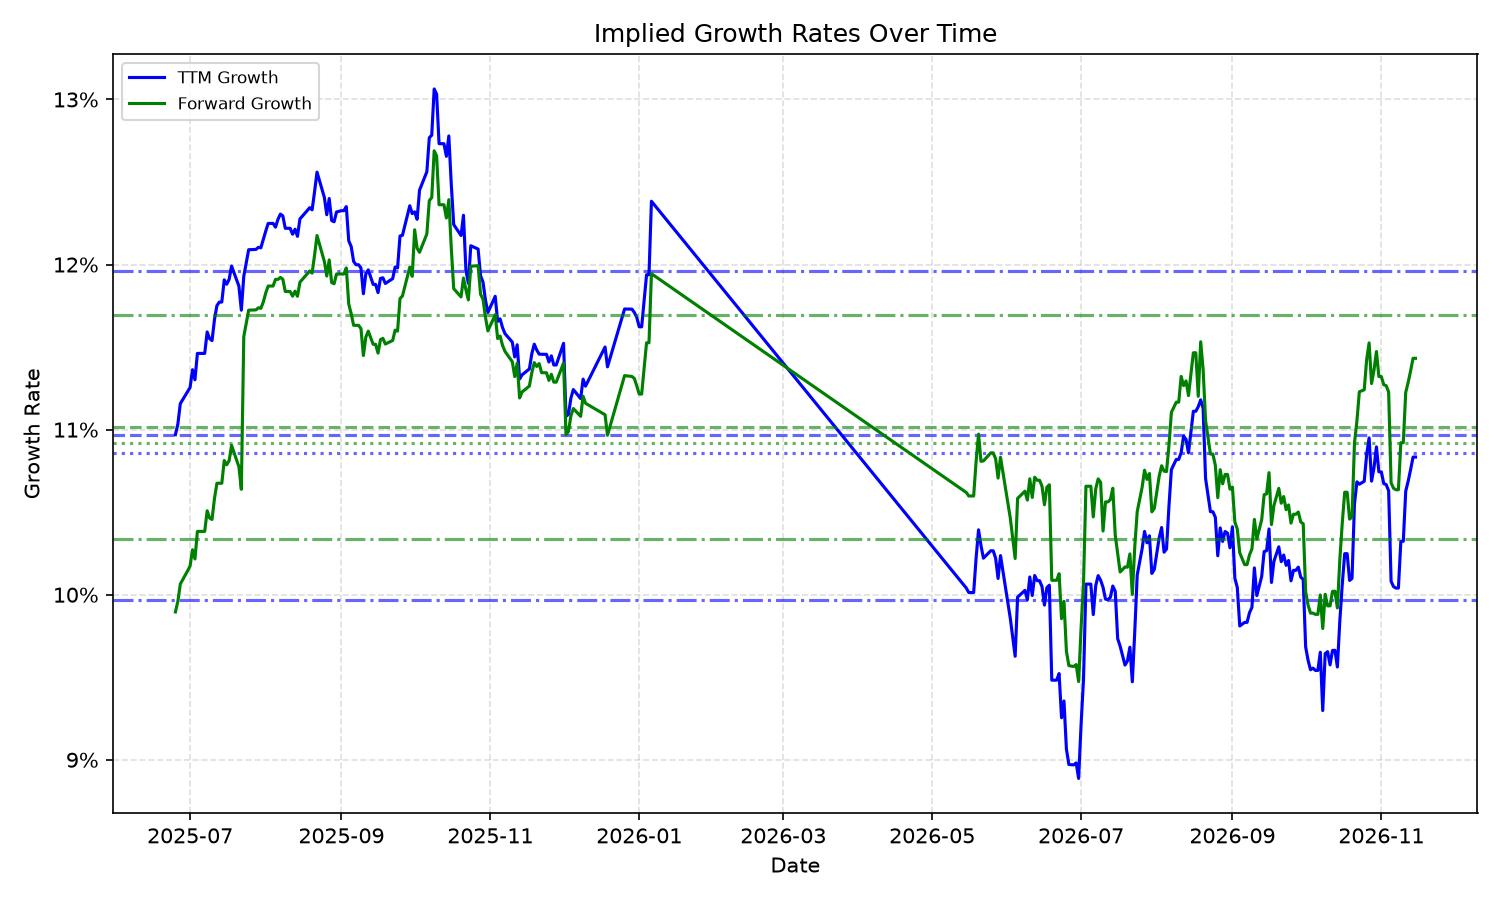 Implied Growth Rates Over Time
TTM Growth
Forward Growth
13%
12%
11%
10%
9%
Growth Rate
2025-07
2025-09
2025-11
2026-01
2026-03
2026-05
2026-07
2026-09
2026-11
Date